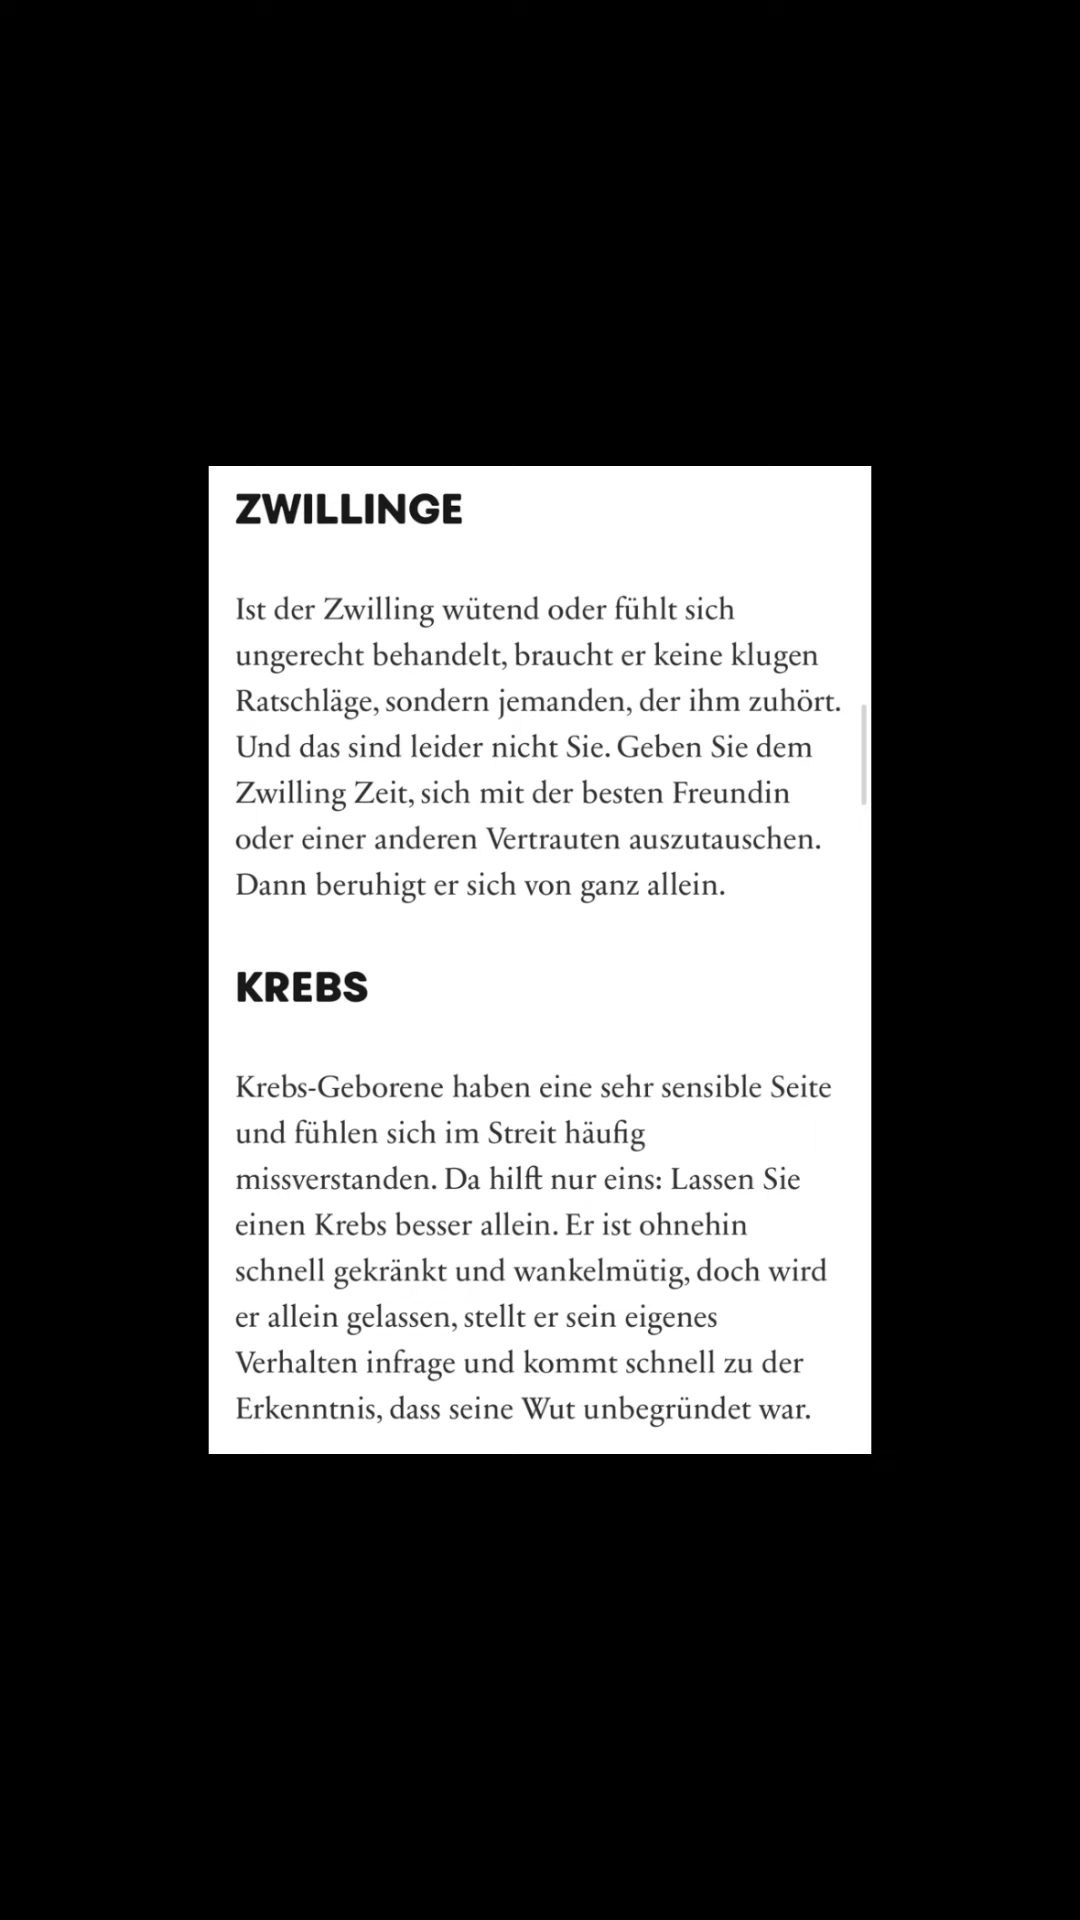 ZWILLINGE
Ist der Zwilling wütend oder fühlt sich
ungerecht behandelt, braucht er keine klugen
Ratschläge, sondern jemanden, der ihm zuhört.
Und das sind leider nicht Sie. Geben Sie dem
Zwilling Zeit, sich mit der besten Freundin
oder einer anderen Vertrauten auszutauschen.
Dann beruhigt er sich von ganz allein.
KREBS
Krebs-Geborene haben eine sehr sensible Seite
und fühlen sich im Streit häufig
missverstanden. Da hilft nur eins: Lassen Sie
einen Krebs besser allein. Er ist ohnehin
schnell gekränkt und wankelmütig, doch wird
er allein gelassen, stellt er sein eigenes
Verhalten infrage und kommt schnell zu der
Erkenntnis, dass seine Wut unbegründet war.